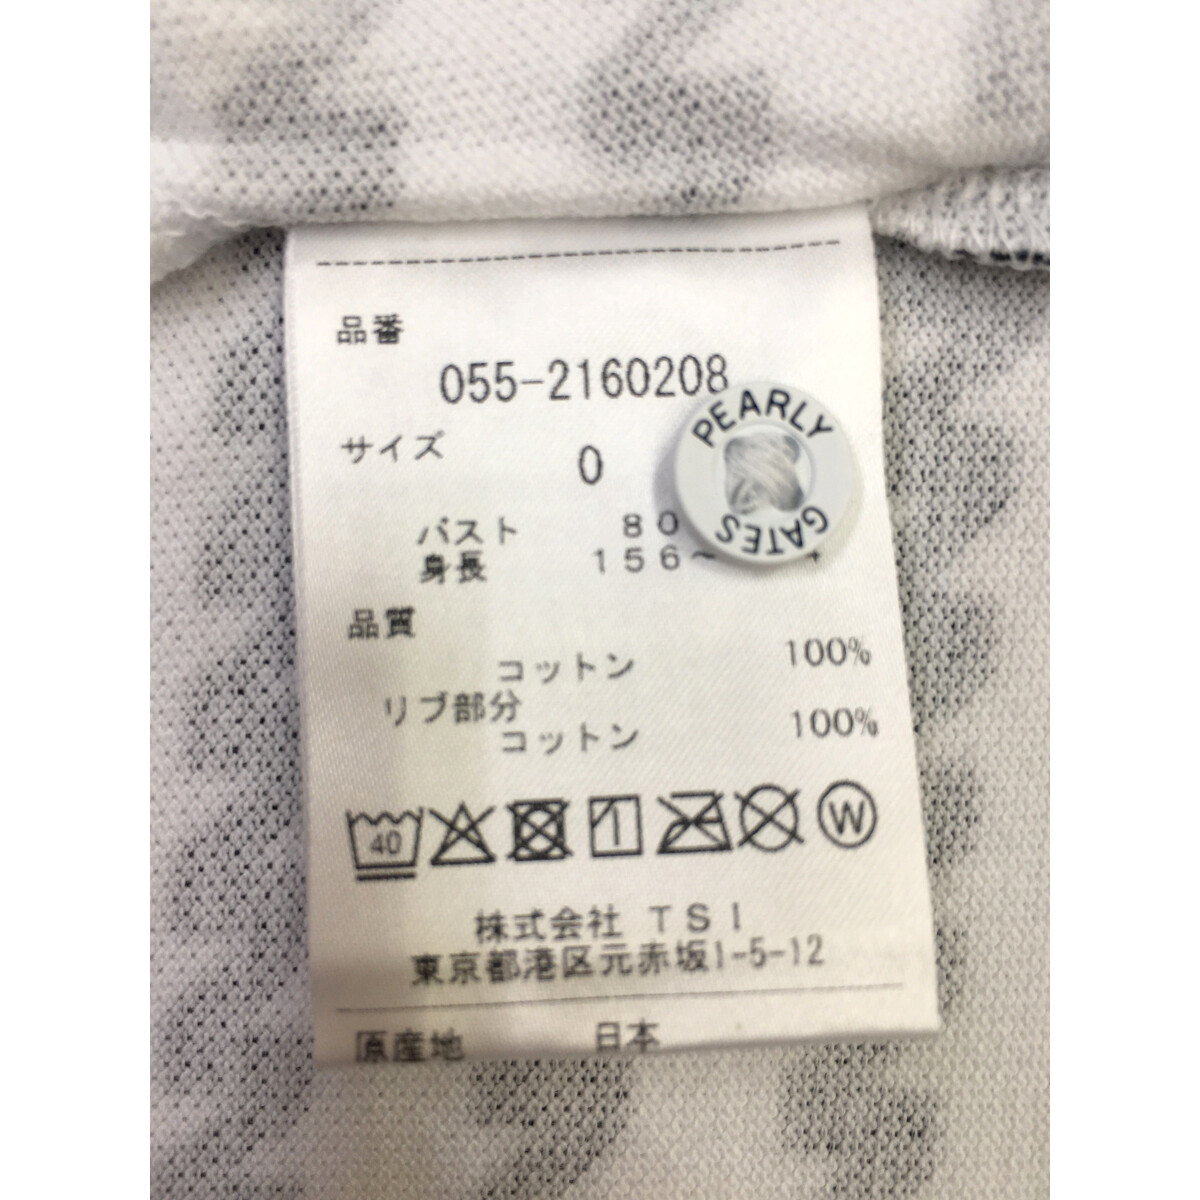 品番
055-2160208
PEARLY GATES
サイズ 0
バスト 80
身長 156~
品質
コットン 100%
リブ部分
コットン 100%
40
W
株式会社 TSI
東京都港区元赤坂1-5-12
原産地 日本